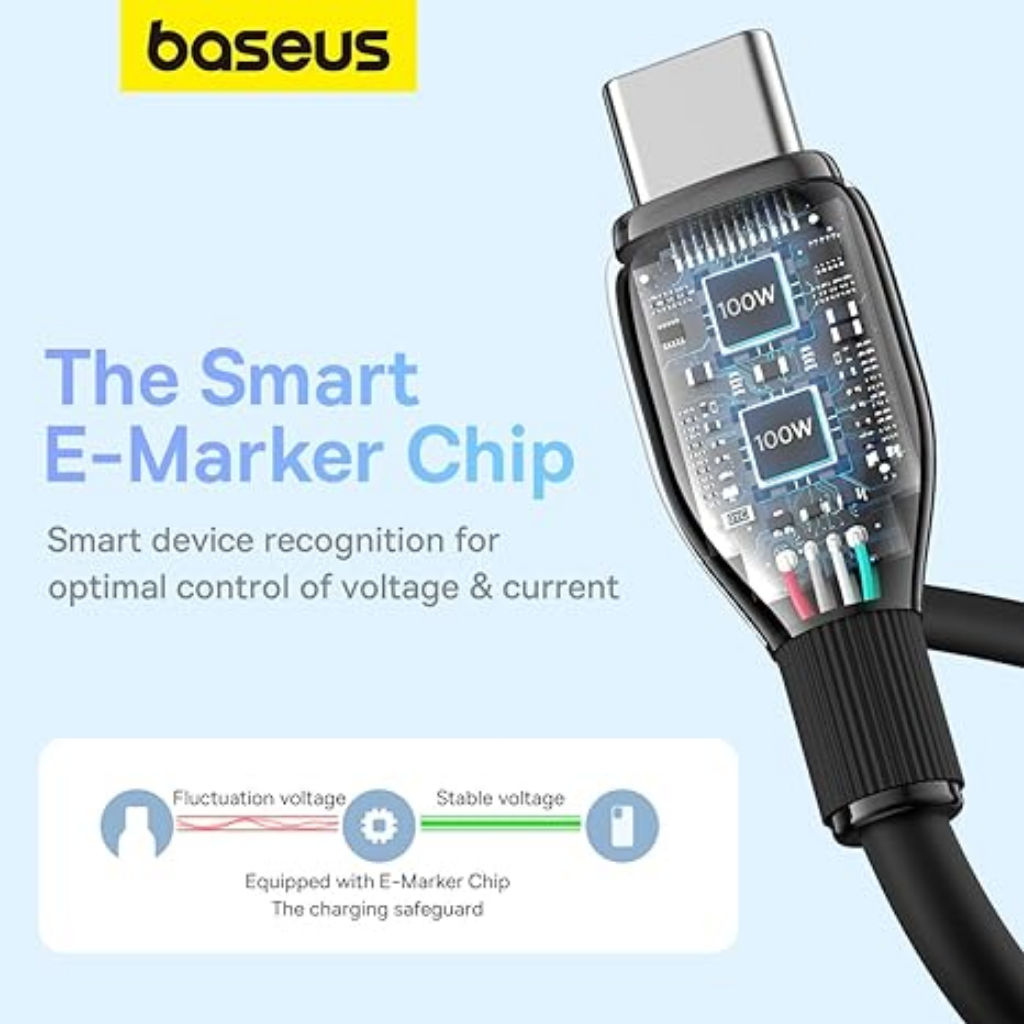 baseus
100W
100W
The Smart
E-Marker Chip
Smart device recognition for
optimal control of voltage & current
Fluctuation voltage
Stable voltage
Equipped with E-Marker Chip
The charging safeguard